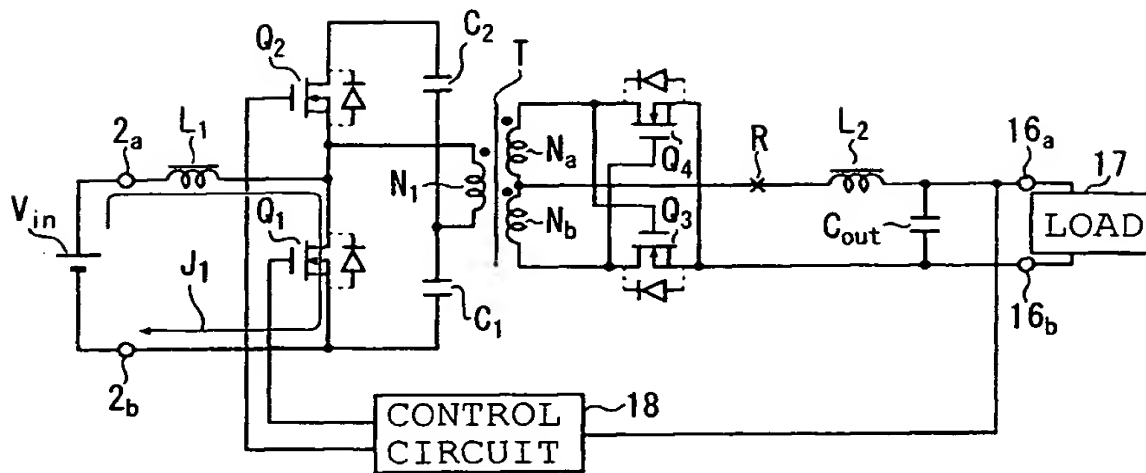 Q2
C2
T
2a
L1
N1
Na
Nb
Q4
R
L2
16a
17
Vin
Q1
Q3
Cout
LOAD
J1
C1
16b
2b
CONTROL
CIRCUIT
18